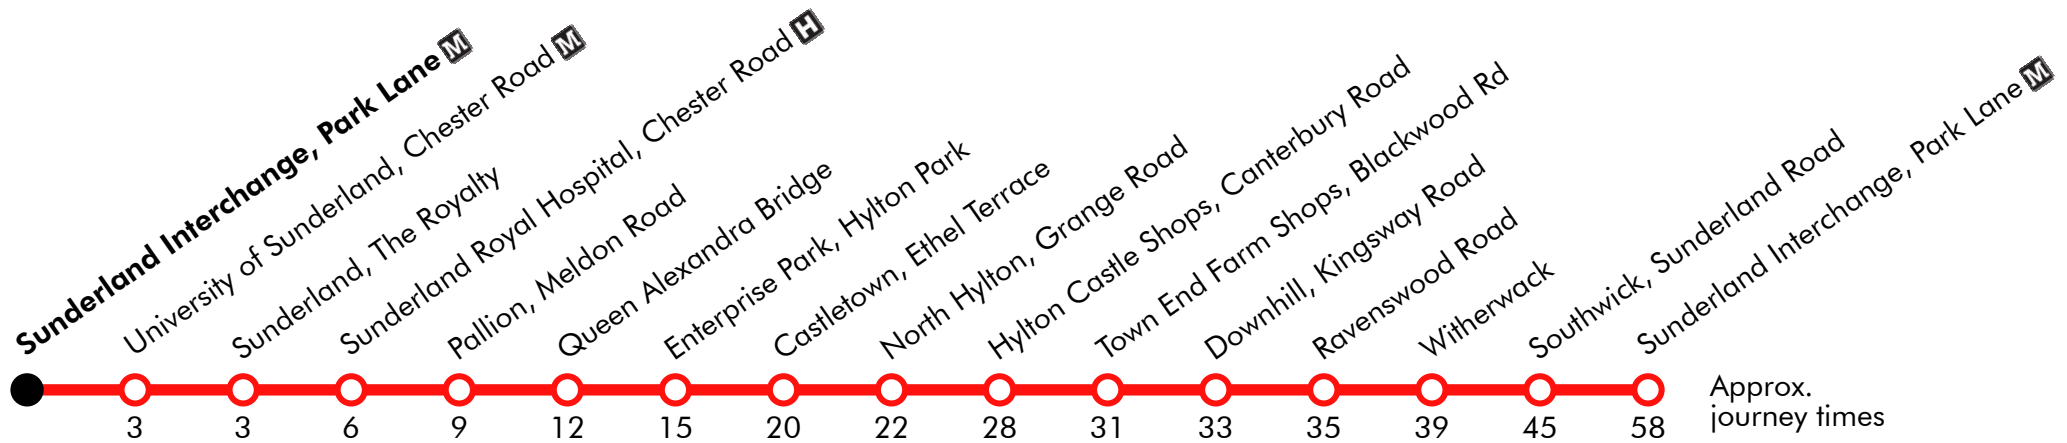 Sunderland Interchange, Park Lane M
University of Sunderland, Chester Road M
Sunderland, The Royalty
Sunderland Royal Hospital, Chester Road H
Pallion, Meldon Road
Queen Alexandra Bridge
Enterprise Park, Hylton Park
Castletown, Ethel Terrace
North Hylton, Grange Road
Hylton Castle Shops, Canterbury Road
Town End Farm Shops, Blackwood Rd
Downhill, Kingsway Road
Ravenswood Road
Witherwack
Southwick, Sunderland Road
Sunderland Interchange, Park Lane M
3 3 6 9 12 15 20 22 28 31 33 35 39 45 58
Approx.
journey times